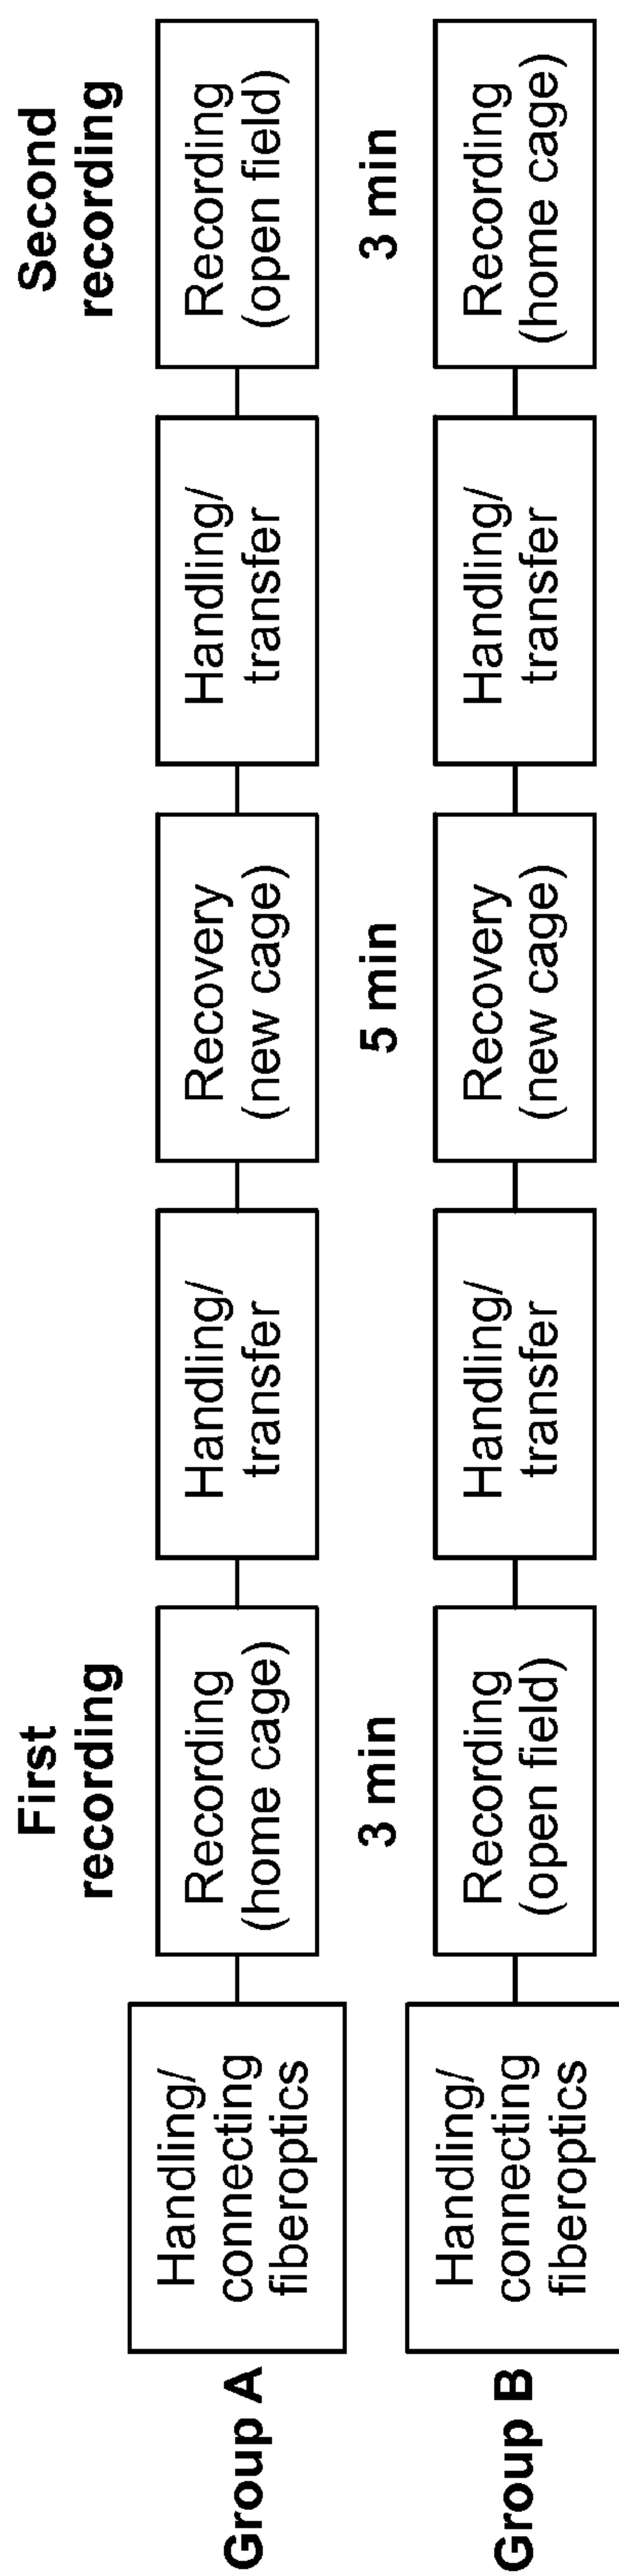 First
recording
Second
recording
Group A
Handling/
connecting
fiberoptics
Recording
(home cage)
Handling/
transfer
Recovery
(new cage)
Handling/
transfer
Recording
(open field)
3 min
5 min
3 min
Group B
Handling/
connecting
fiberoptics
Recording
(open field)
Handling/
transfer
Recovery
(new cage)
Handling/
transfer
Recording
(home cage)